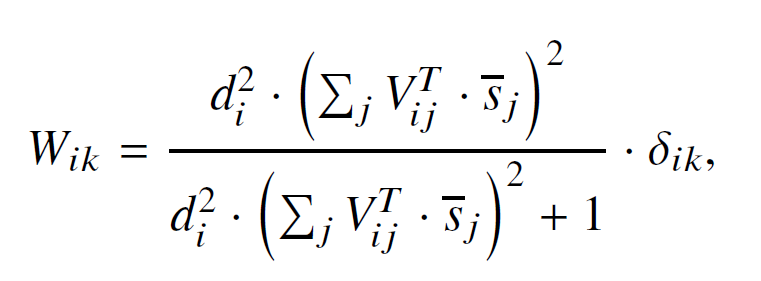 W_{ik} = \frac{d_i^2 \cdot \left( \sum_j V_{ij}^T \cdot \overline{s}_j \right)^2}{d_i^2 \cdot \left( \sum_j V_{ij}^T \cdot \overline{s}_j \right)^2 + 1} \cdot \delta_{ik},